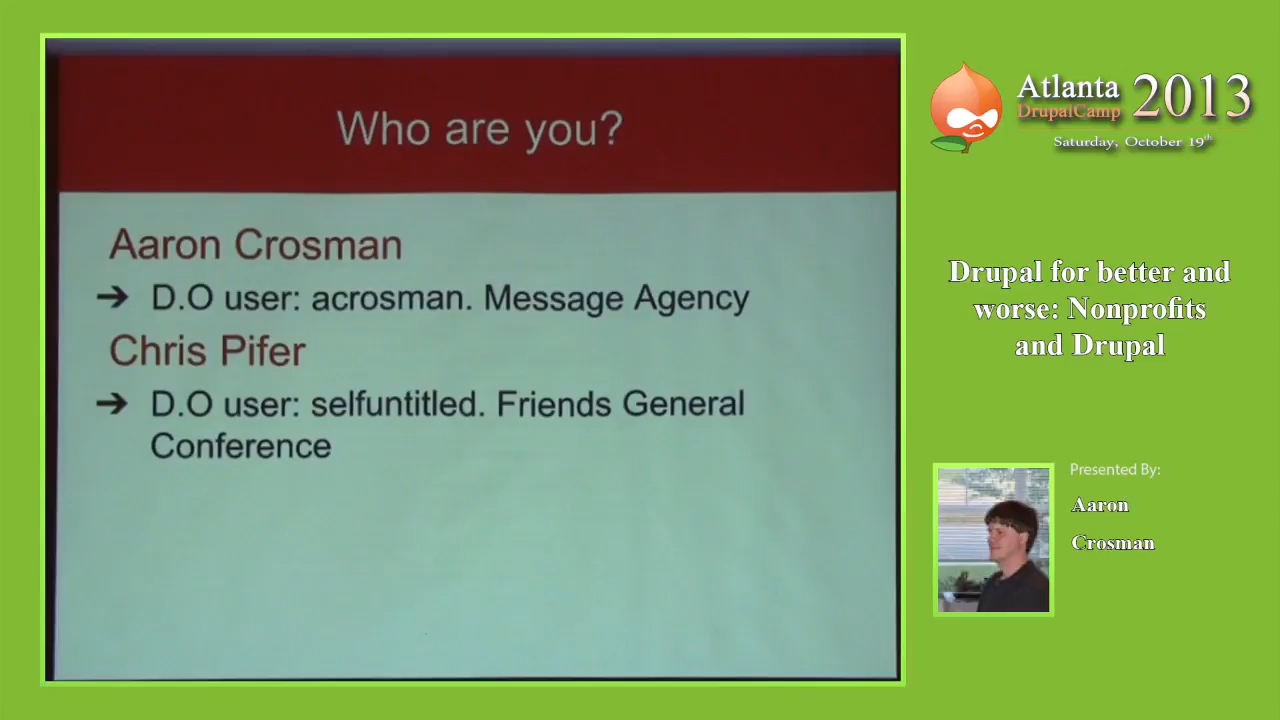 Who are you?
Aaron Crosman
➔ D.O user: acrosman. Message Agency
Chris Pifer
➔ D.O user: selfuntitled. Friends General
Conference
Atlanta
DrupalCamp
2013
Saturday, October 19th
Drupal for better and
worse: Nonprofits
and Drupal
Presented By:
Aaron
Crosman